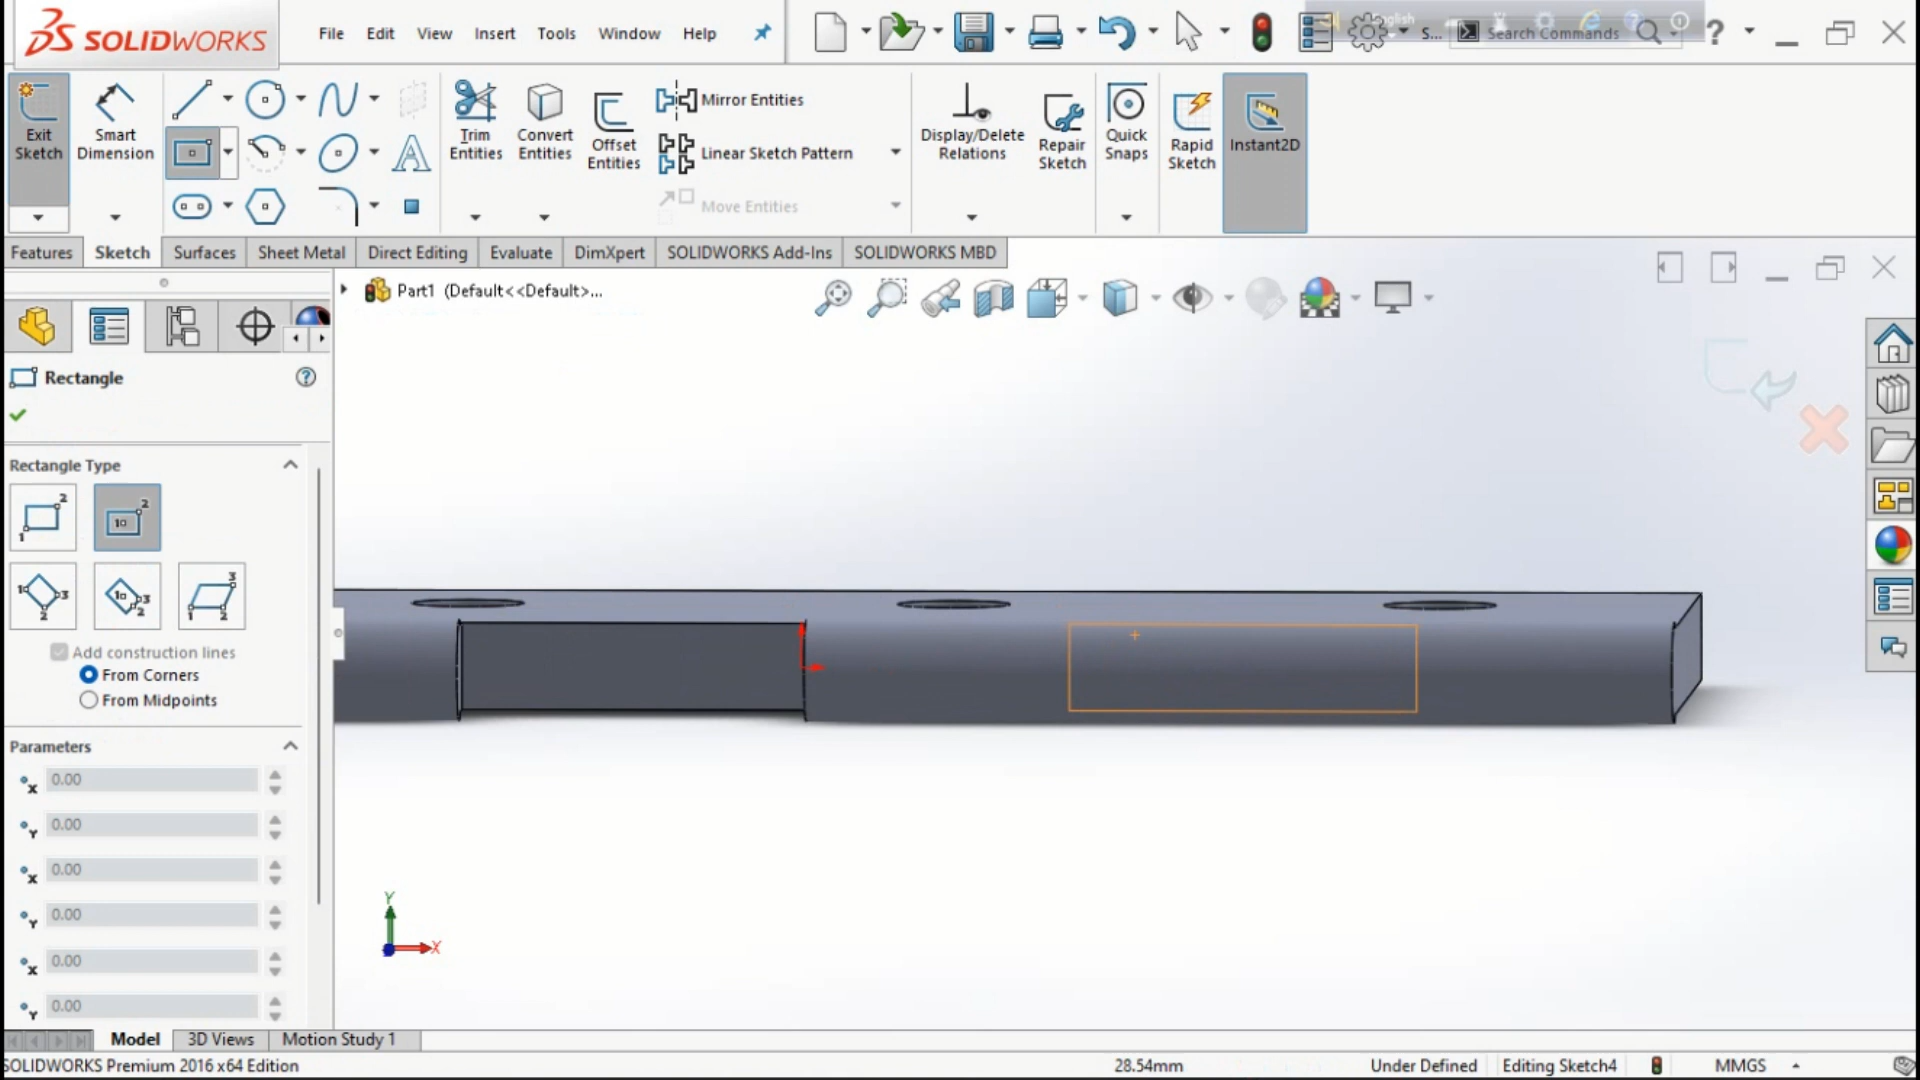 SOLIDWORKS
File Edit View Insert Tools Window Help
S... Search Commands
Exit Sketch
Smart Dimension
Trim Entities
Convert Entities
Offset Entities
Mirror Entities
Linear Sketch Pattern
Move Entities
Display/Delete Relations
Repair Sketch
Quick Snaps
Rapid Sketch
Instant2D
Features Sketch Surfaces Sheet Metal Direct Editing Evaluate DimXpert SOLIDWORKS Add-Ins SOLIDWORKS MBD
Part1 (Default<<Default>...
Rectangle
Rectangle Type
Add construction lines
From Corners
From Midpoints
Parameters
X 0.00
Y 0.00
X 0.00
Y 0.00
X 0.00
Y 0.00
Y
X
Model 3D Views Motion Study 1
SOLIDWORKS Premium 2016 x64 Edition 28.54mm Under Defined Editing Sketch4 MMGS